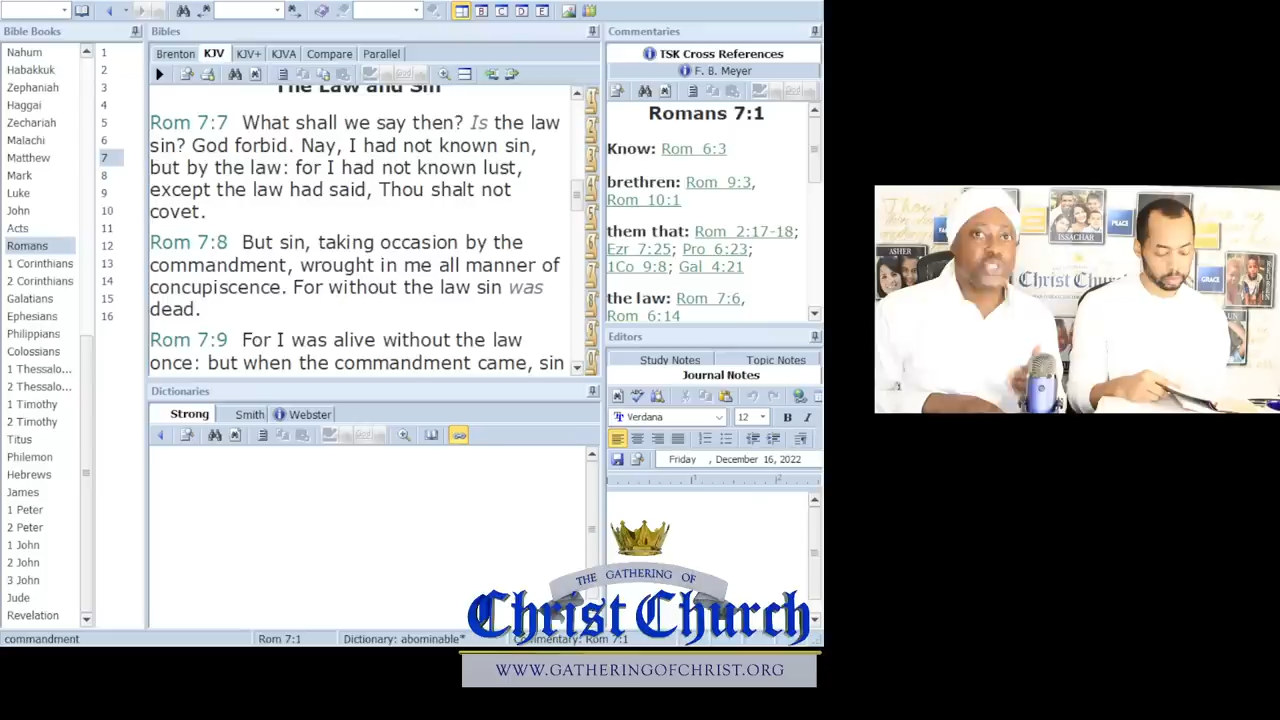 Bible Books
Nahum
Habakkuk
Zephaniah
Haggai
Zechariah
Malachi
Matthew
Mark
Luke
John
Acts
Romans
1 Corinthians
2 Corinthians
Galatians
Ephesians
Philippians
Colossians
1 Thessalo...
2 Thessalo...
1 Timothy
2 Timothy
Titus
Philemon
Hebrews
James
1 Peter
2 Peter
1 John
2 John
3 John
Jude
Revelation
1
2
3
4
5
6
7
8
9
10
11
12
13
14
15
16
B C D E
Bibles
Brenton KJV KJV+ KJVA Compare Parallel
The Law and Sin
Rom 7:7 What shall we say then? Is the law
sin? God forbid. Nay, I had not known sin,
but by the law: for I had not known lust,
except the law had said, Thou shalt not
covet.
Rom 7:8 But sin, taking occasion by the
commandment, wrought in me all manner of
concupiscence. For without the law sin was
dead.
Rom 7:9 For I was alive without the law
once: but when the commandment came, sin
Dictionaries
Strong Smith Webster
Commentaries
TSK Cross References
F. B. Meyer
Romans 7:1
Know: Rom 6:3
brethren: Rom 9:3,
Rom 10:1
them that: Rom 2:17-18;
Ezr 7:25; Pro 6:23;
1Co 9:8; Gal 4:21
the law: Rom 7:6,
Rom 6:14
Editors
Study Notes Topic Notes
Journal Notes
Verdana 12 B I
Friday , December 16, 2022
commandment Rom 7:1 Dictionary: abominable* Commentary: Rom 7:1
THE GATHERING OF
Christ Church
WWW.GATHERINGOFCHRIST.ORG
ASHER
ISSACHAR
PEACE
Christ Church
GRACE